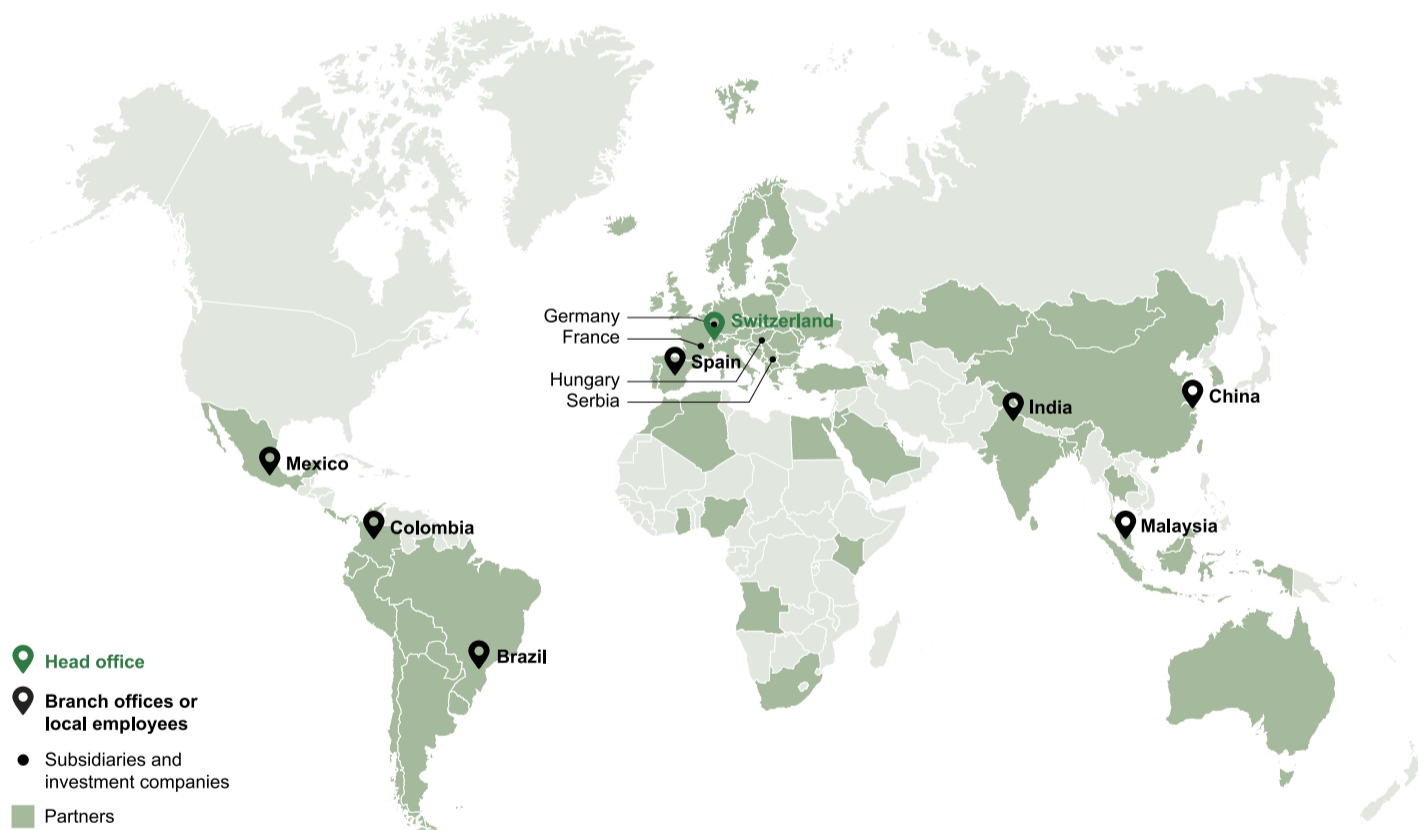 Germany
France
Switzerland
Spain
Hungary
Serbia
China
India
Mexico
Colombia
Malaysia
Brazil
Head office
Branch offices or
local employees
Subsidiaries and
investment companies
Partners